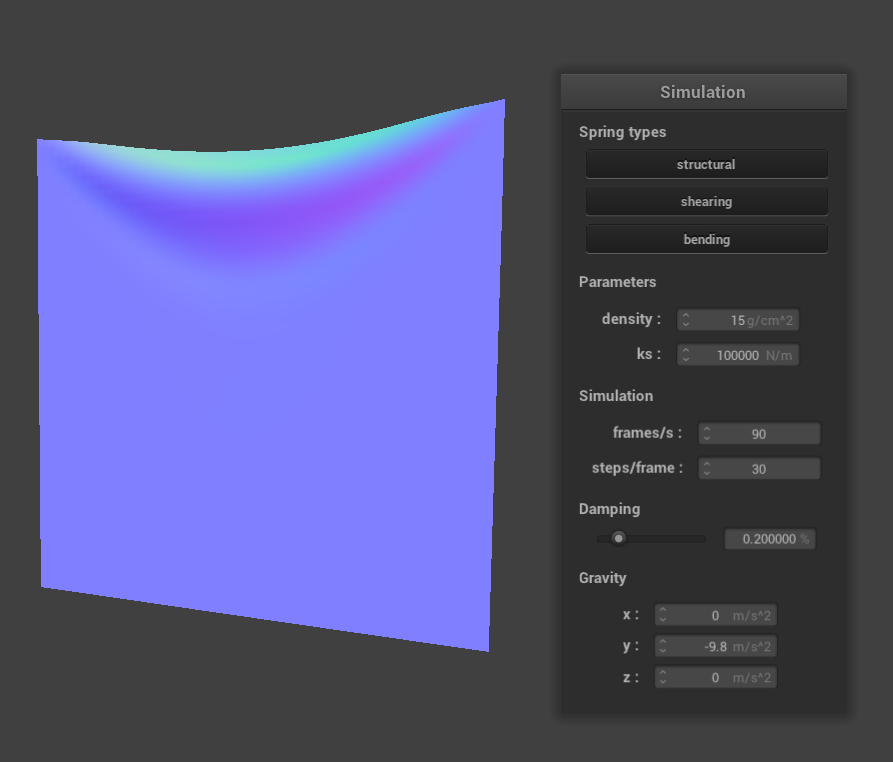 Simulation
Spring types
structural
shearing
bending
Parameters
density : 15 g/cm^2
ks : 100000 N/m
Simulation
frames/s : 90
steps/frame : 30
Damping
0.200000 %
Gravity
x : 0 m/s^2
y : -9.8 m/s^2
z : 0 m/s^2